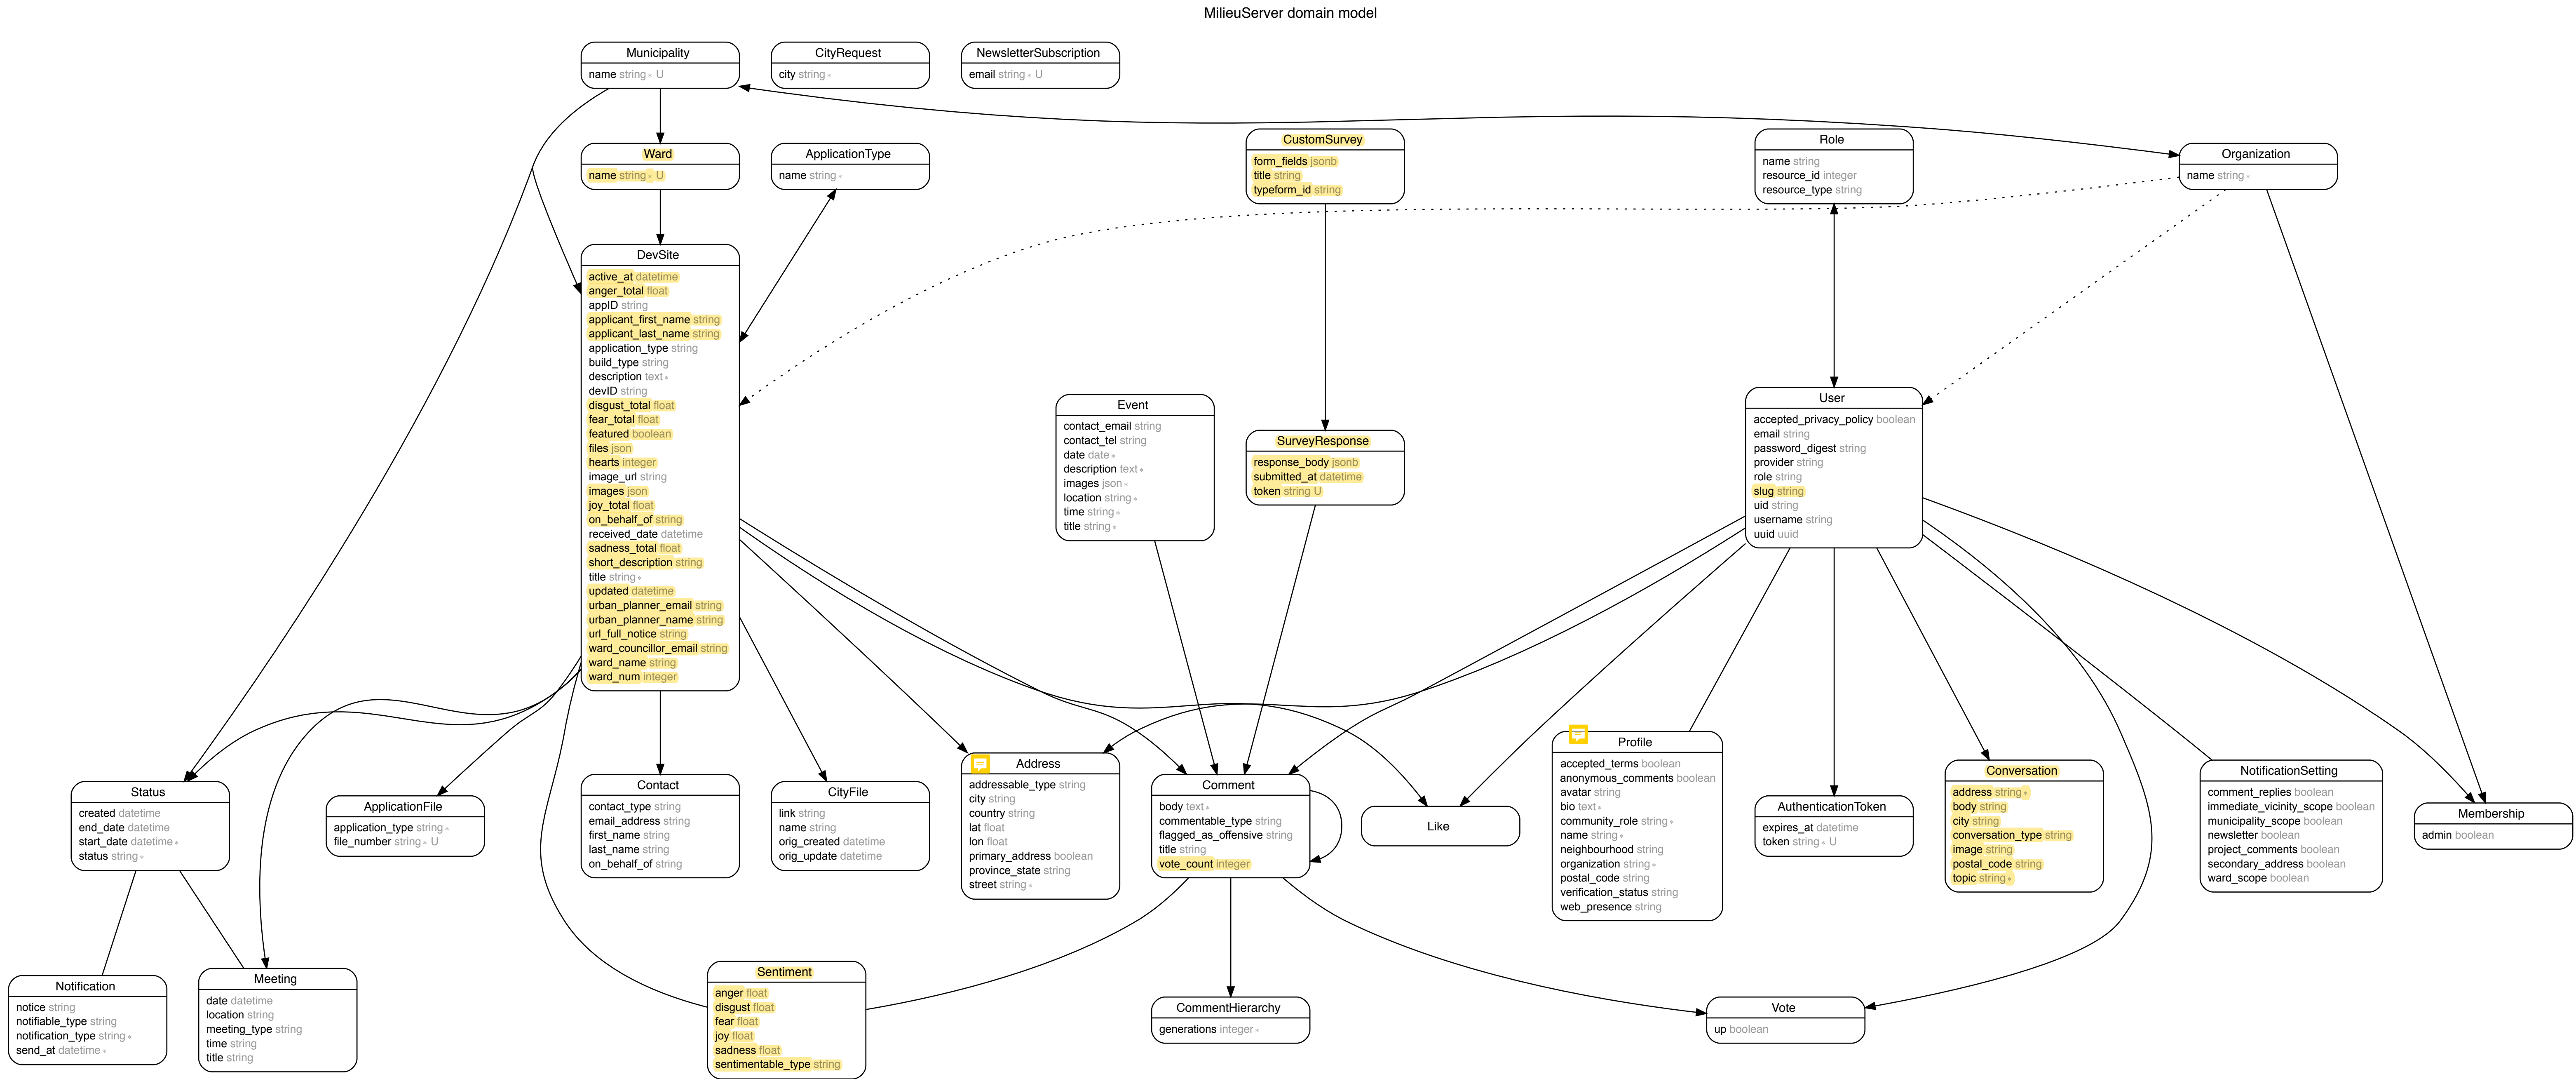 MilieuServer domain model
Municipality
name string ∗ U
CityRequest
city string ∗
NewsletterSubscription
email string ∗ U
Ward
name string ∗ U
ApplicationType
name string ∗
CustomSurvey
form_fields jsonb
title string
typeform_id string
Role
name string
resource_id integer
resource_type string
Organization
name string ∗
DevSite
active_at datetime
anger_total float
appID string
applicant_first_name string
applicant_last_name string
application_type string
build_type string
description text ∗
devID string
disgust_total float
fear_total float
featured boolean
files json
hearts integer
image_url string
images json
joy_total float
on_behalf_of string
received_date datetime
sadness_total float
short_description string
title string ∗
updated datetime
urban_planner_email string
urban_planner_name string
url_full_notice string
ward_councillor_email string
ward_name string
ward_num integer
Event
contact_email string
contact_tel string
date date ∗
description text ∗
images json ∗
location string ∗
time string ∗
title string ∗
SurveyResponse
response_body jsonb
submitted_at datetime
token string U
User
accepted_privacy_policy boolean
email string
password_digest string
provider string
role string
slug string
uid string
username string
uuid uuid
Status
created datetime
end_date datetime
start_date datetime ∗
status string ∗
ApplicationFile
application_type string ∗
file_number string ∗ U
Contact
contact_type string
email_address string
first_name string
last_name string
on_behalf_of string
CityFile
link string
name string
orig_created datetime
orig_update datetime
Address
addressable_type string
city string
country string
lat float
lon float
primary_address boolean
province_state string
street string ∗
Comment
body text ∗
commentable_type string
flagged_as_offensive string
title string
vote_count integer
Like
Profile
accepted_terms boolean
anonymous_comments boolean
avatar string
bio text ∗
community_role string ∗
name string ∗
neighbourhood string
organization string ∗
postal_code string
verification_status string
web_presence string
AuthenticationToken
expires_at datetime
token string ∗ U
Conversation
address string ∗
body string
city string
conversation_type string
image string
postal_code string
topic string ∗
NotificationSetting
comment_replies boolean
immediate_vicinity_scope boolean
municipality_scope boolean
newsletter boolean
project_comments boolean
secondary_address boolean
ward_scope boolean
Membership
admin boolean
Notification
notice string
notifiable_type string
notification_type string ∗
send_at datetime ∗
Meeting
date datetime
location string
meeting_type string
time string
title string
Sentiment
anger float
disgust float
fear float
joy float
sadness float
sentimentable_type string
CommentHierarchy
generations integer ∗
Vote
up boolean